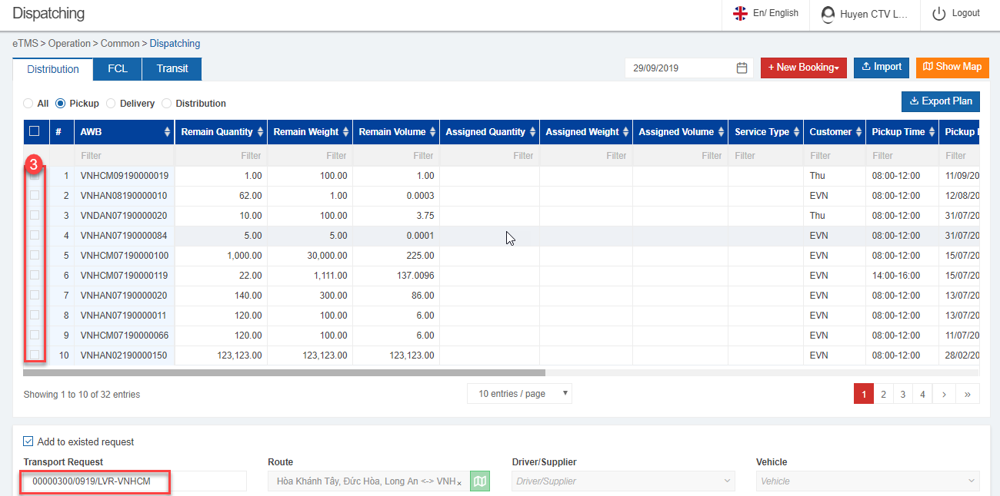 Dispatching
En/ English
Huyen CTV L...
Logout
eTMS > Operation > Common > Dispatching
Distribution FCL Transit
29/09/2019
+ New Booking
Import
Show Map
All Pickup Delivery Distribution
Export Plan
# AWB Remain Quantity Remain Weight Remain Volume Assigned Quantity Assigned Weight Assigned Volume Service Type Customer Pickup Time Pickup
Filter Filter Filter Filter Filter Filter Filter Filter Filter Filter Filter
3
1 VNHCM09190000019 1.00 100.00 1.00 Thu 08:00-12:00 11/09/20
2 VNHAN08190000010 62.00 1.00 0.0003 EVN 08:00-12:00 12/08/20
3 VNDAN07190000020 10.00 100.00 3.75 Thu 08:00-12:00 31/07/20
4 VNHAN07190000084 5.00 5.00 0.0001 EVN 08:00-12:00 31/07/20
5 VNHCM07190000100 1,000.00 30,000.00 225.00 EVN 08:00-12:00 15/07/20
6 VNHCM07190000119 22.00 1,111.00 137.0096 EVN 14:00-16:00 15/07/20
7 VNHAN07190000020 140.00 300.00 86.00 EVN 08:00-12:00 13/07/20
8 VNHAN07190000011 120.00 100.00 6.00 EVN 08:00-12:00 13/07/20
9 VNHCM07190000066 120.00 100.00 6.00 EVN 08:00-12:00 11/07/20
10 VNHAN02190000150 123,123.00 123,123.00 123,123.00 EVN 08:00-12:00 28/02/20
Showing 1 to 10 of 32 entries
10 entries / page
1 2 3 4 › »
Add to existed request
Transport Request Route Driver/Supplier Vehicle
00000300/0919/LVR-VNHCM Hòa Khánh Tây, Đức Hòa, Long An <-> VNH× Driver/Supplier Vehicle